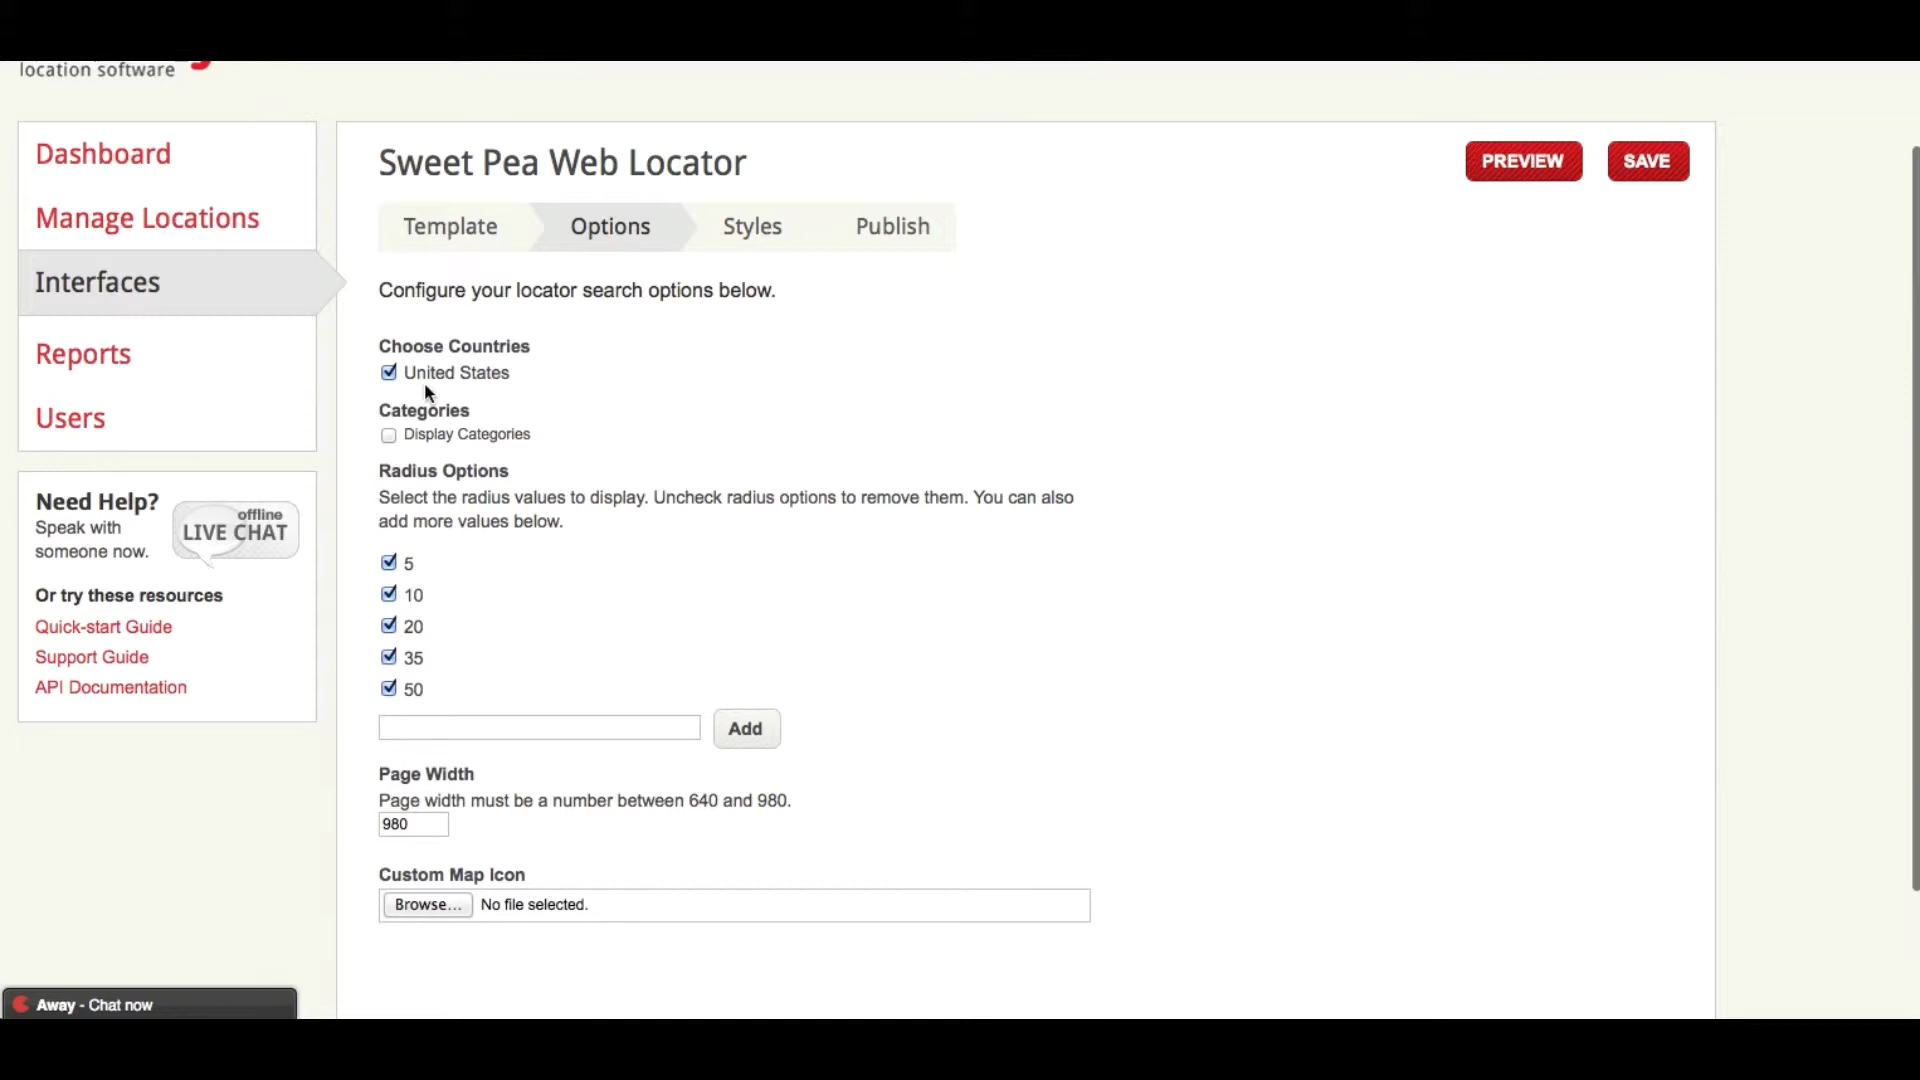 location software
Dashboard
Manage Locations
Interfaces
Reports
Users
Need Help?
Speak with
someone now.
offline
LIVE CHAT
Or try these resources
Quick-start Guide
Support Guide
API Documentation
Sweet Pea Web Locator
PREVIEW
SAVE
Template
Options
Styles
Publish
Configure your locator search options below.
Choose Countries
United States
Categories
Display Categories
Radius Options
Select the radius values to display. Uncheck radius options to remove them. You can also
add more values below.
5
10
20
35
50
Add
Page Width
Page width must be a number between 640 and 980.
980
Custom Map Icon
Browse... No file selected.
Away - Chat now